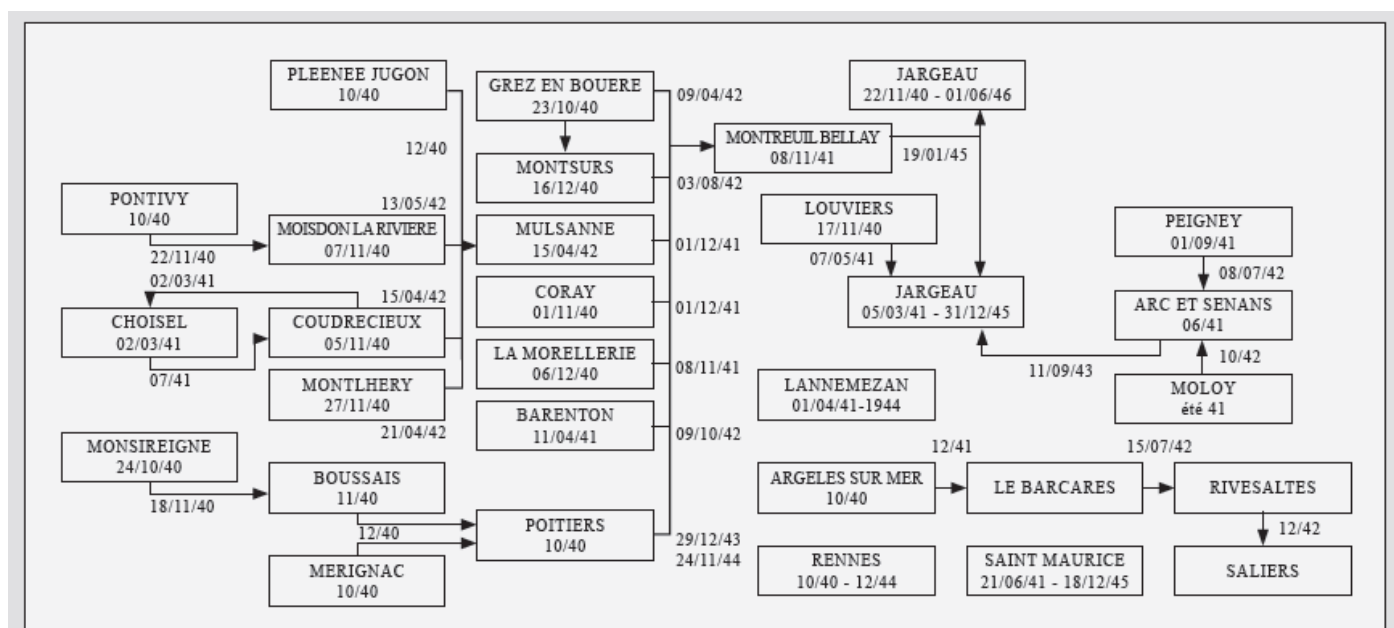 PLEENEE JUGON
10/40
GREZ EN BOUERE
23/10/40
09/04/42
JARGEAU
22/11/40 - 01/06/46
12/40
MONTREUIL BELLAY
08/11/41
19/01/45
MONTSURS
16/12/40
03/08/42
PONTIVY
10/40
22/11/40
13/05/42
MOISDON LA RIVIERE
07/11/40
MULSANNE
15/04/42
01/12/41
LOUVIERS
17/11/40
07/05/41
PEIGNEY
01/09/41
08/07/42
02/03/41
15/04/42
CHOISEL
02/03/41
07/41
COUDRECIEUX
05/11/40
CORAY
01/11/40
01/12/41
JARGEAU
05/03/41 - 31/12/45
ARC ET SENANS
06/41
11/09/43
10/42
LA MORELLERIE
06/12/40
08/11/41
MONTLHERY
27/11/40
21/04/42
LANNEMEZAN
01/04/41-1944
MOLOY
été 41
BARENTON
11/04/41
09/10/42
MONSIREIGNE
24/10/40
18/11/40
BOUSSAIS
11/40
12/40
12/41
15/07/42
ARGELES SUR MER
10/40
LE BARCARES
RIVESALTES
12/42
POITIERS
10/40
29/12/43
24/11/44
MERIGNAC
10/40
RENNES
10/40 - 12/44
SAINT MAURICE
21/06/41 - 18/12/45
SALIERS